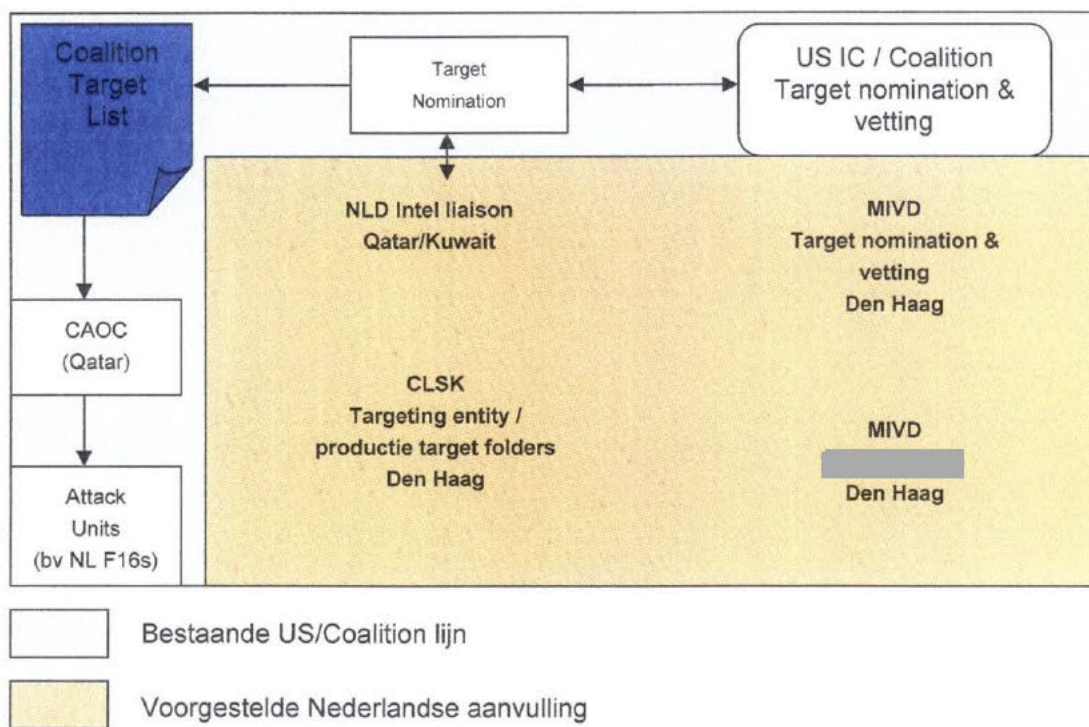 Coalition
Target
List
Target
Nomination
US IC / Coalition
Target nomination &
vetting
NLD Intel liaison
Qatar/Kuwait
MIVD
Target nomination &
vetting
Den Haag
CAOC
(Qatar)
CLSK
Targeting entity /
productie target folders
Den Haag
MIVD
Den Haag
Attack
Units
(bv NL F16s)
Bestaande US/Coalition lijn
Voorgestelde Nederlandse aanvulling